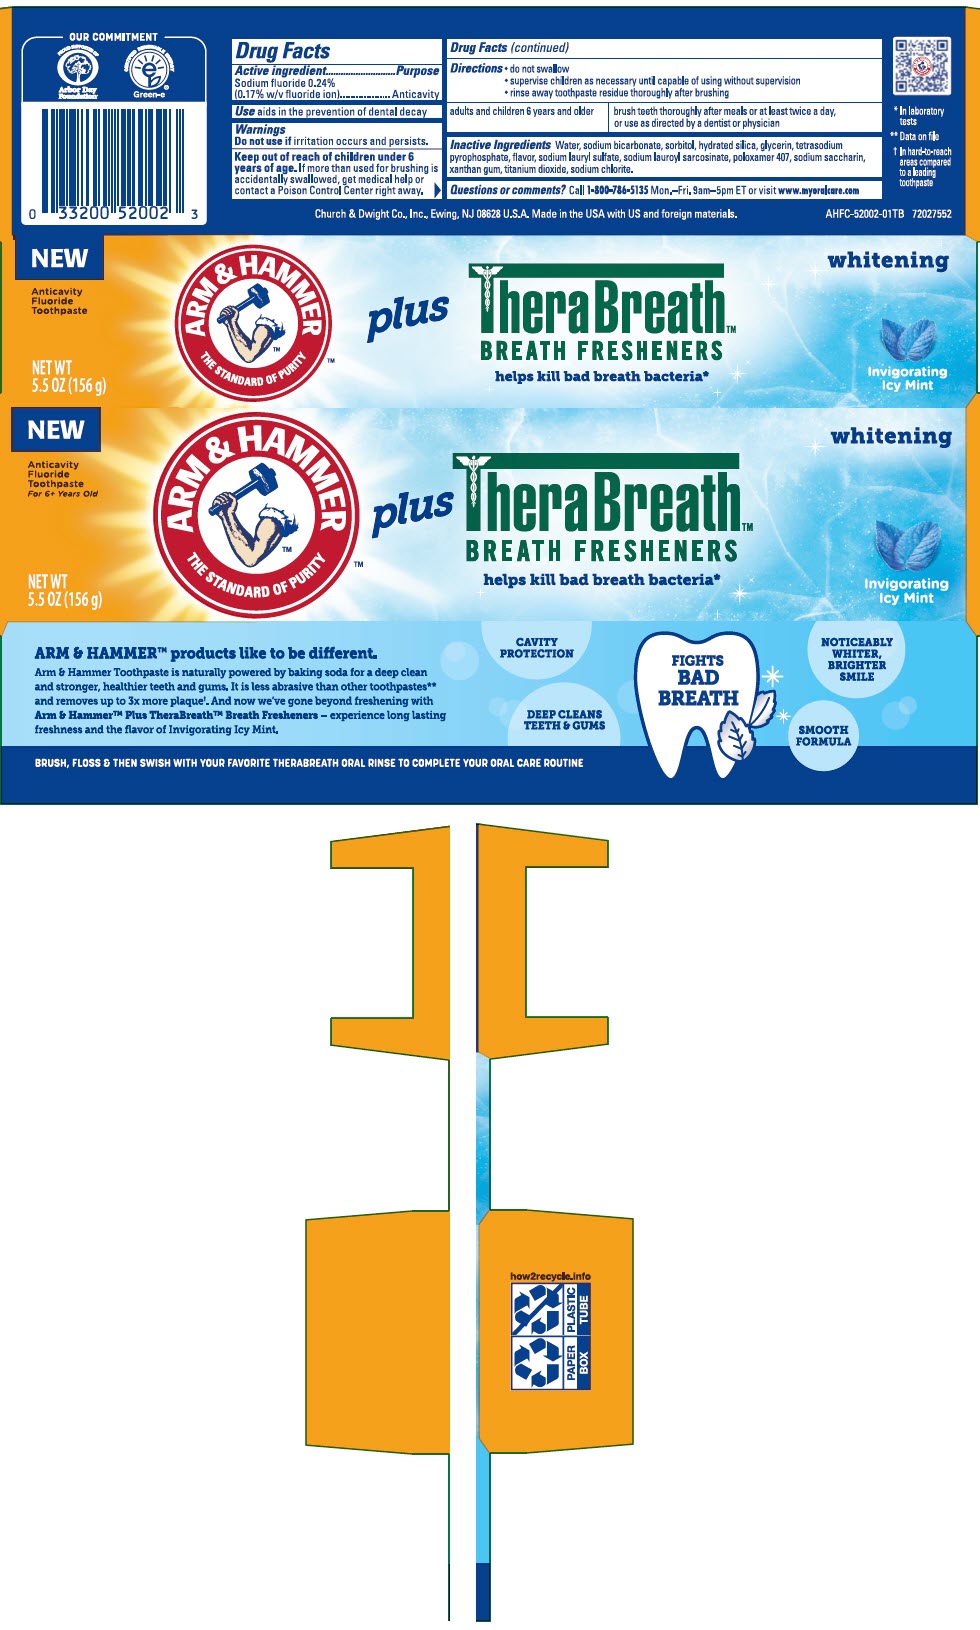 OUR COMMITMENT
Arbor Day
Foundation
Green-e
0 33200 52002 3
Drug Facts
Active ingredient Purpose
Sodium fluoride 0.24%
(0.17% w/v fluoride ion) Anticavity
Use aids in the prevention of dental decay
Warnings
Do not use if irritation occurs and persists.
Keep out of reach of children under 6
years of age. If more than used for brushing is
accidentally swallowed, get medical help or
contact a Poison Control Center right away.
Drug Facts (continued)
Directions • do not swallow
• supervise children as necessary until capable of using without supervision
• rinse away toothpaste residue thoroughly after brushing
adults and children 6 years and older
brush teeth thoroughly after meals or at least twice a day,
or use as directed by a dentist or physician
Inactive Ingredients Water, sodium bicarbonate, sorbitol, hydrated silica, glycerin, tetrasodium
pyrophosphate, flavor, sodium lauryl sulfate, sodium lauroyl sarcosinate, poloxamer 407, sodium saccharin,
xanthan gum, titanium dioxide, sodium chlorite.
Questions or comments? Call 1-800-786-5135 Mon.–Fri. 9am–5pm ET or visit www.myoralcare.com
* In laboratory
tests
** Data on file
† In hard-to-reach
areas compared
to a leading
toothpaste
Church & Dwight Co., Inc., Ewing, NJ 08628 U.S.A. Made in the USA with US and foreign materials.
AHFC-52002-01TB 72027552
NEW
Anticavity
Fluoride
Toothpaste
NET WT
5.5 OZ (156 g)
ARM & HAMMER
THE STANDARD OF PURITY
™
™
plus
TheraBreath™
BREATH FRESHENERS
helps kill bad breath bacteria*
whitening
Invigorating
Icy Mint
NEW
Anticavity
Fluoride
Toothpaste
For 6+ Years Old
NET WT
5.5 OZ (156 g)
ARM & HAMMER
THE STANDARD OF PURITY
™
™
plus
TheraBreath™
BREATH FRESHENERS
helps kill bad breath bacteria*
whitening
Invigorating
Icy Mint
ARM & HAMMER™ products like to be different.
Arm & Hammer Toothpaste is naturally powered by baking soda for a deep clean
and stronger, healthier teeth and gums. It is less abrasive than other toothpastes**
and removes up to 3x more plaque†. And now we've gone beyond freshening with
Arm & Hammer™ Plus TheraBreath™ Breath Fresheners – experience long lasting
freshness and the flavor of Invigorating Icy Mint.
CAVITY
PROTECTION
DEEP CLEANS
TEETH & GUMS
FIGHTS
BAD
BREATH
NOTICEABLY
WHITER,
BRIGHTER
SMILE
SMOOTH
FORMULA
BRUSH, FLOSS & THEN SWISH WITH YOUR FAVORITE THERABREATH ORAL RINSE TO COMPLETE YOUR ORAL CARE ROUTINE
how2recycle.info
PLASTIC
TUBE
PAPER
BOX